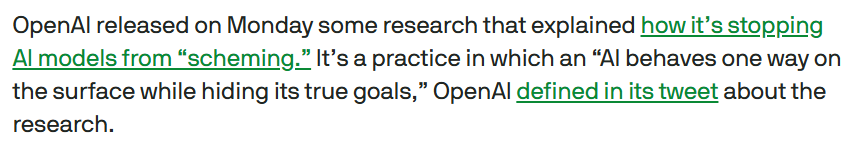 OpenAI released on Monday some research that explained how it’s stopping
AI models from “scheming.” It’s a practice in which an “AI behaves one way on
the surface while hiding its true goals,” OpenAI defined in its tweet about the
research.